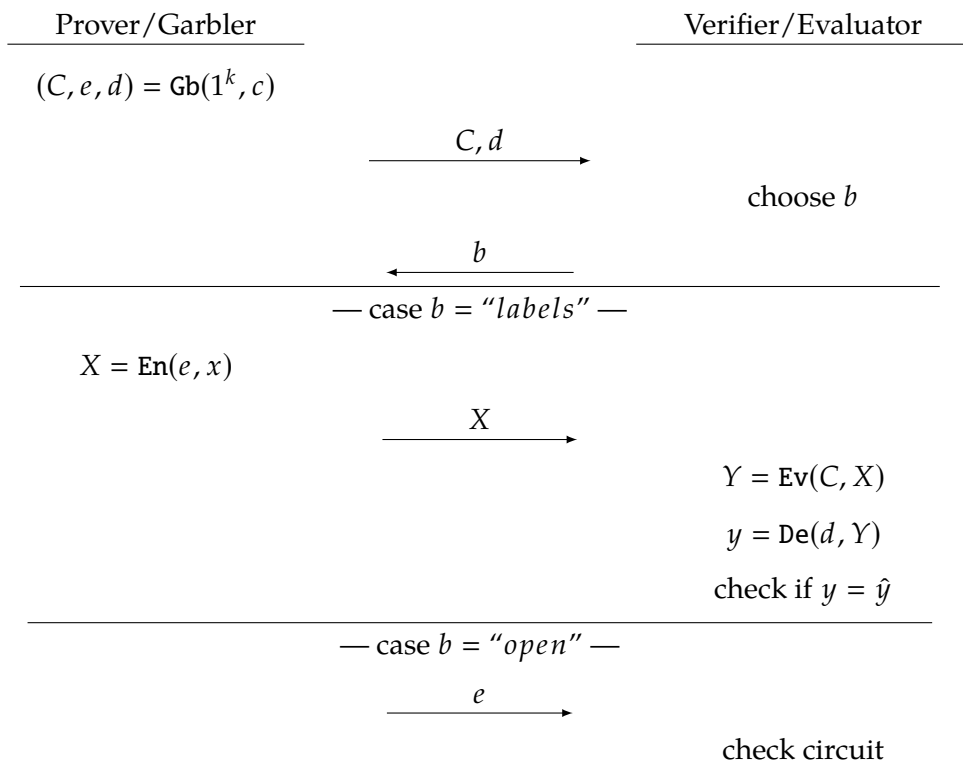 Prover/Garbler Verifier/Evaluator
(C, e, d) = Gb(1^k, c)
C, d
choose b
b
— case b = “labels” —
X = En(e, x)
X
Y = Ev(C, X)
y = De(d, Y)
check if y = ŷ
— case b = “open” —
e
check circuit